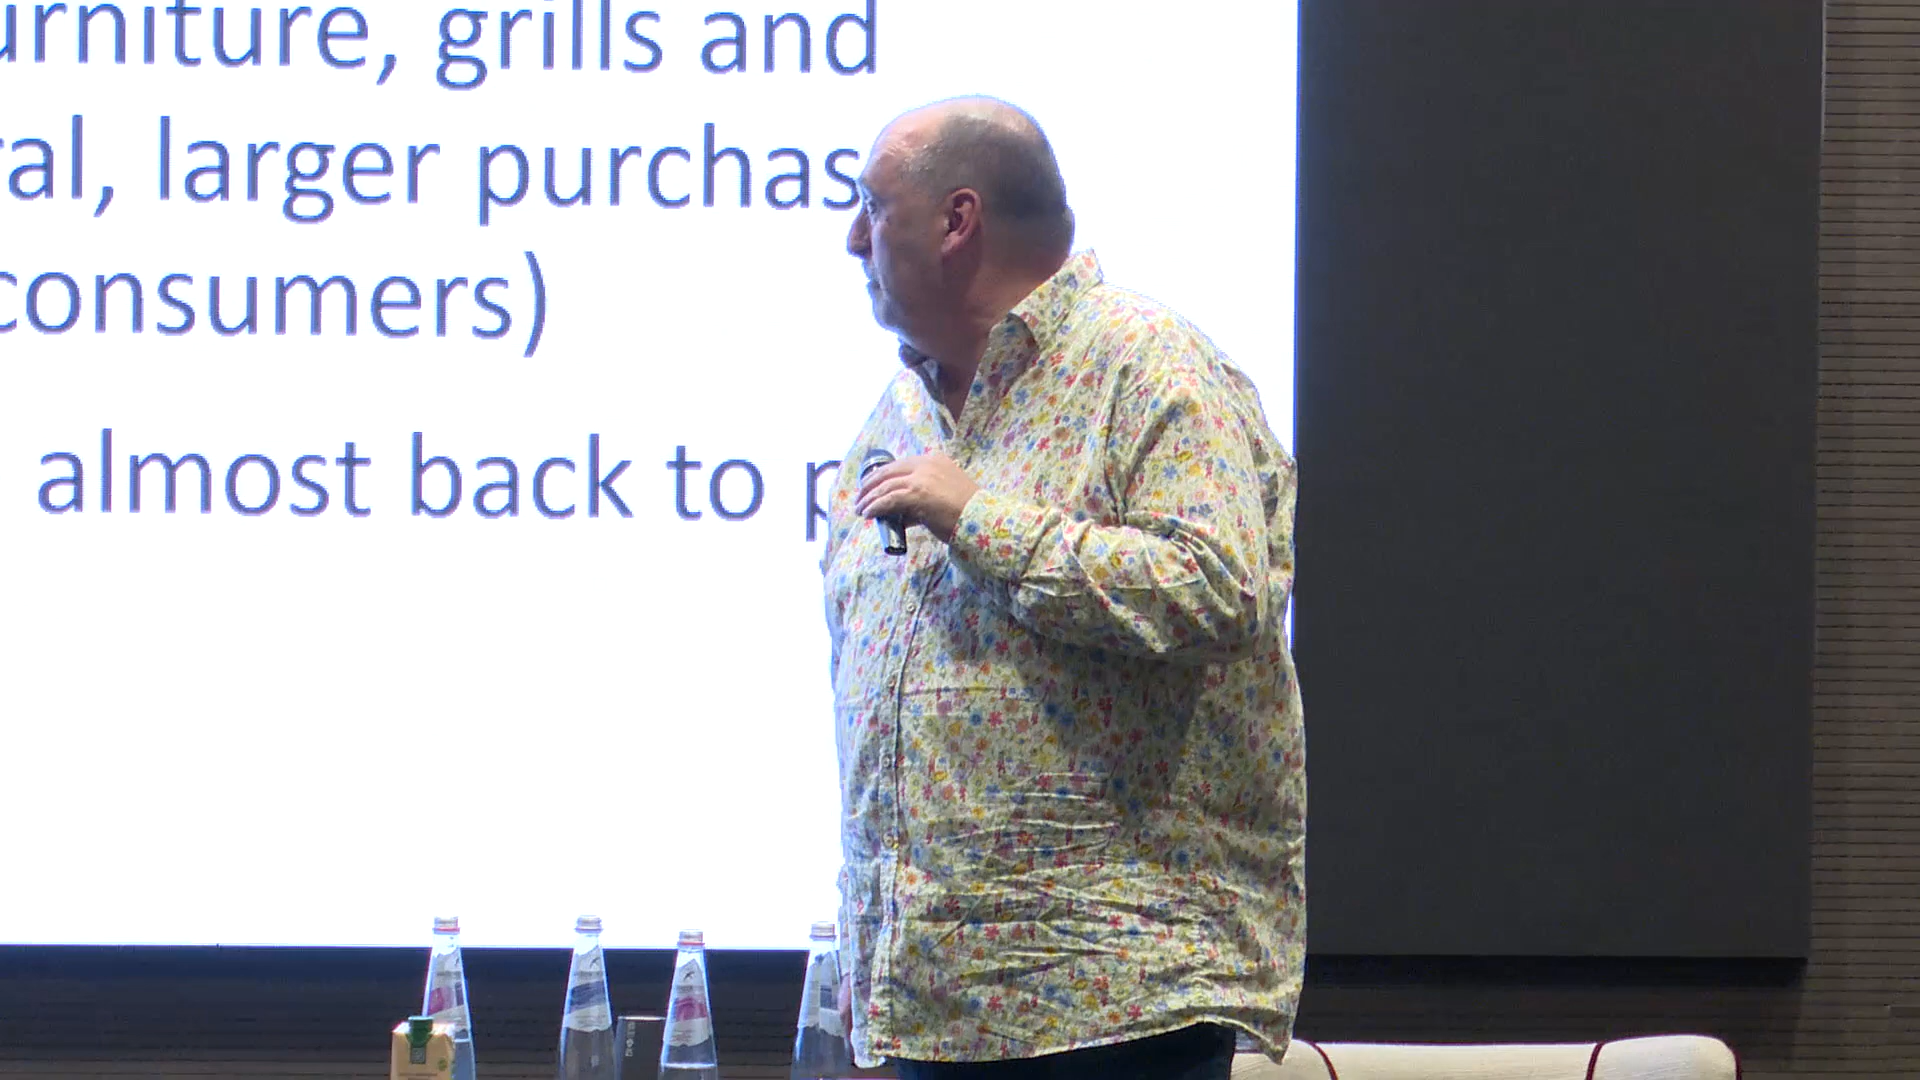 urniture, grills and
ral, larger purchas
consumers)
almost back to p